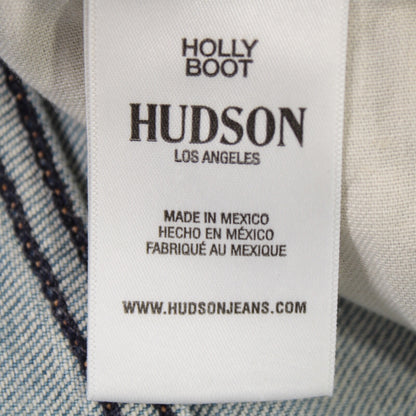 HOLLY
BOOT
HUDSON
LOS ANGELES
MADE IN MEXICO
HECHO EN MÉXICO
FABRIQUÉ AU MEXIQUE
WWW.HUDSONJEANS.COM